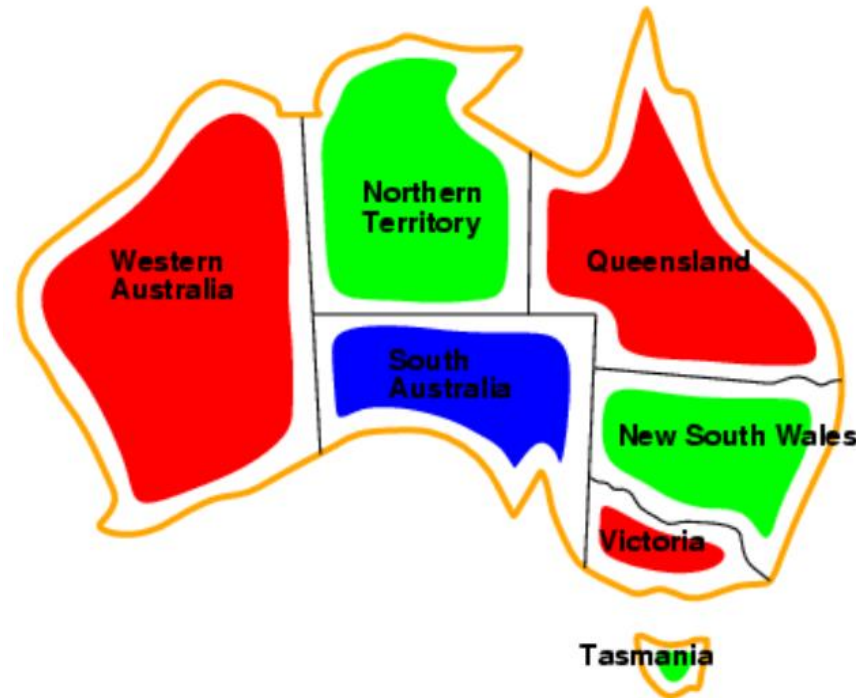 Northern
Territory
Western
Australia
Queensland
South
Australia
New South Wales
Victoria
Tasmania